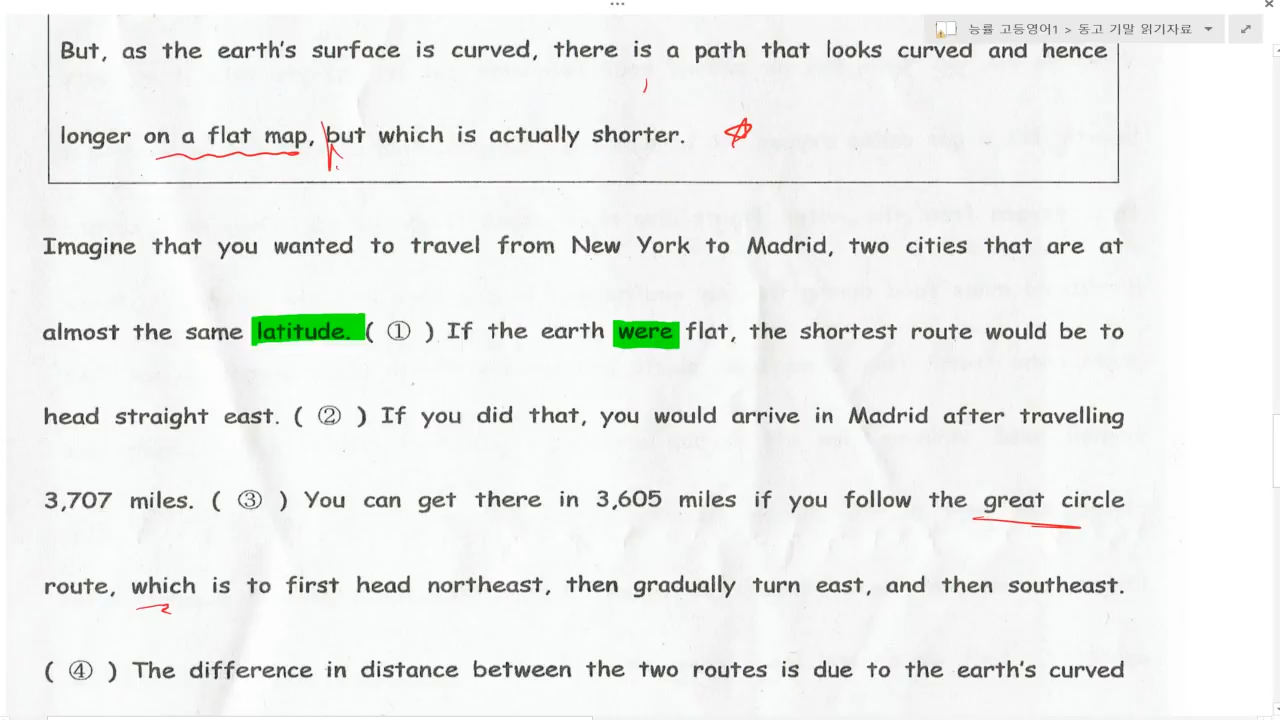 능률 고등영어1 > 동고 기말 읽기자료
But, as the earth's surface is curved, there is a path that looks curved and hence
longer on a flat map, but which is actually shorter.
Imagine that you wanted to travel from New York to Madrid, two cities that are at
almost the same latitude. ( ① ) If the earth were flat, the shortest route would be to
head straight east. ( ② ) If you did that, you would arrive in Madrid after travelling
3,707 miles. ( ③ ) You can get there in 3,605 miles if you follow the great circle
route, which is to first head northeast, then gradually turn east, and then southeast.
( ④ ) The difference in distance between the two routes is due to the earth's curved